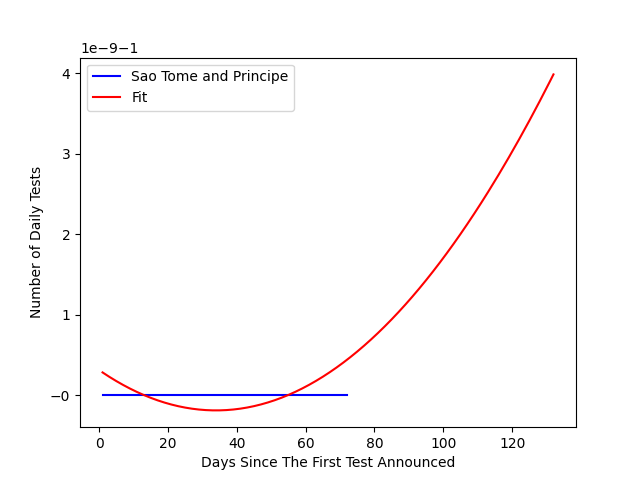 1e−9−1
4
3
2
1
−0
0 20 40 60 80 100 120
Number of Daily Tests
Days Since The First Test Announced
Sao Tome and Principe
Fit